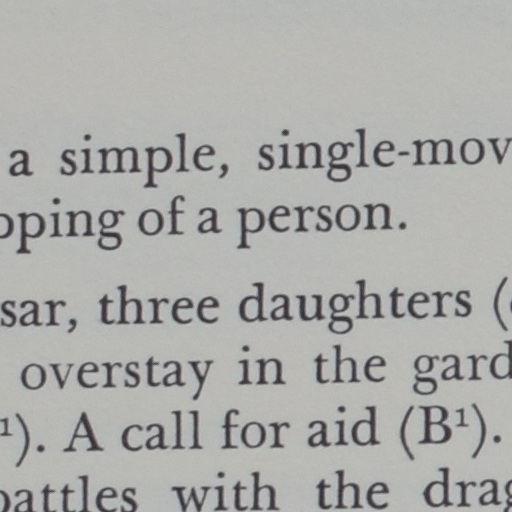 a simple, single-mov
pping of a person.
sar, three daughters (
overstay in the gard
¹). A call for aid (B¹).
battles with the drag